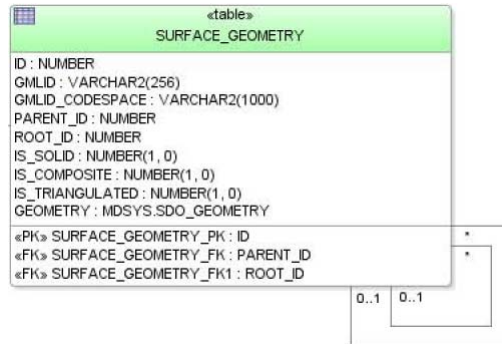 «table»
SURFACE_GEOMETRY
ID : NUMBER
GMLID : VARCHAR2(256)
GMLID_CODESPACE : VARCHAR2(1000)
PARENT_ID : NUMBER
ROOT_ID : NUMBER
IS_SOLID : NUMBER(1, 0)
IS_COMPOSITE : NUMBER(1, 0)
IS_TRIANGULATED : NUMBER(1, 0)
GEOMETRY : MDSYS.SDO_GEOMETRY
«PK» SURFACE_GEOMETRY_PK : ID
«FK» SURFACE_GEOMETRY_FK : PARENT_ID
«FK» SURFACE_GEOMETRY_FK1 : ROOT_ID
*
*
0..1 0..1